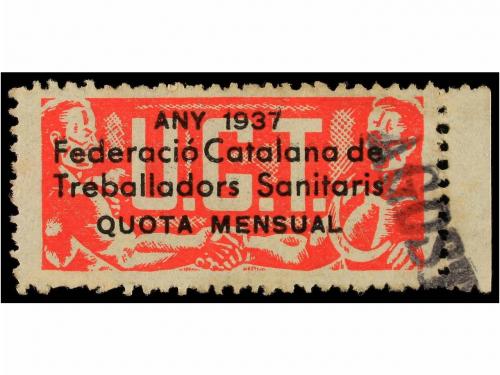 U.G.T.
ANY 1937
Federació Catalana de
Treballadors Sanitaris
QUOTA MENSUAL